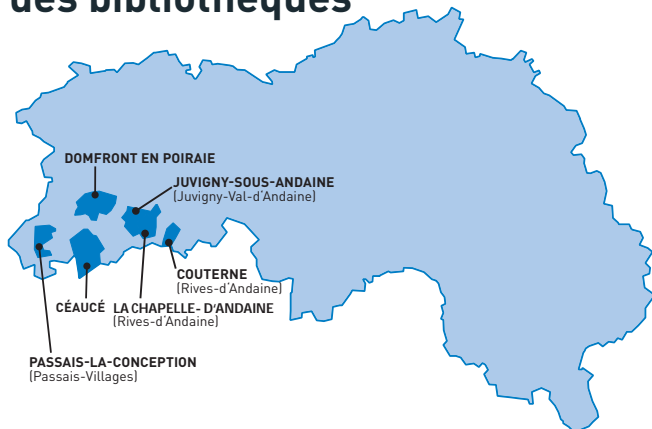 des bibliothèques
DOMFRONT EN POIRAIE
JUVIGNY-SOUS-ANDAINE
(Juvigny-Val-d'Andaine)
COUTERNE
(Rives-d'Andaine)
CÉAUCÉ
LA CHAPELLE- D'ANDAINE
(Rives-d'Andaine)
PASSAIS-LA-CONCEPTION
(Passais-Villages)